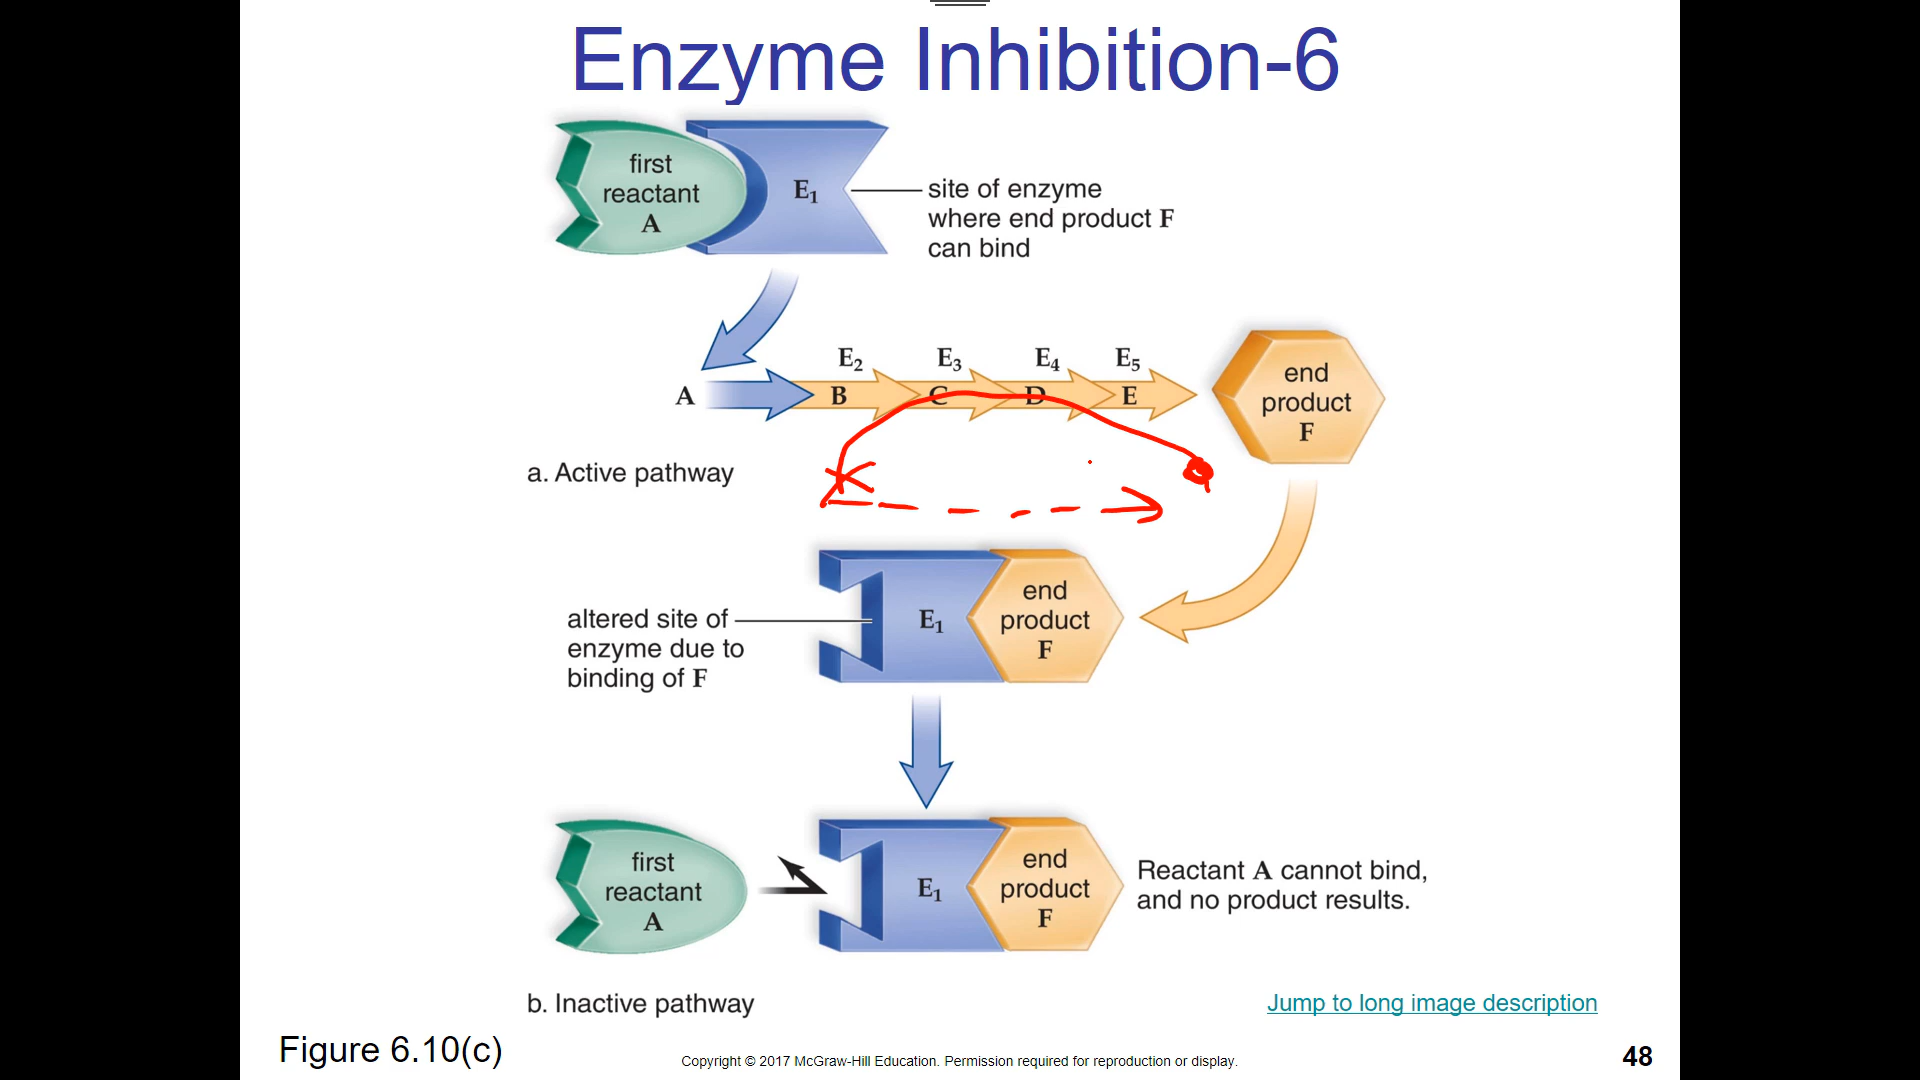 Enzyme Inhibition-6
first
reactant
A
E₁
site of enzyme
where end product F
can bind
E₂ E₃ E₄ E₅
A B C D E
end
product
F
a. Active pathway
altered site of
enzyme due to
binding of F
E₁
end
product
F
first
reactant
A
E₁
end
product
F
Reactant A cannot bind,
and no product results.
b. Inactive pathway
Jump to long image description
Figure 6.10(c)
Copyright © 2017 McGraw-Hill Education. Permission required for reproduction or display.
48